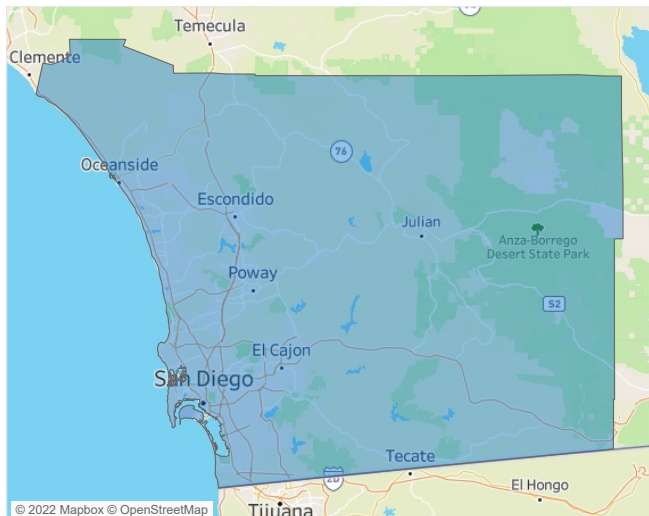 Temecula
Clemente
76
Oceanside
Escondido
Julian
Anza-Borrego
Desert State Park
Poway
S2
El Cajon
San Diego
Tecate
El Hongo
Tijuana
© 2022 Mapbox © OpenStreetMap